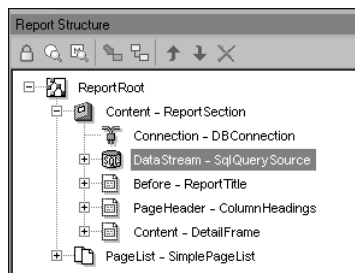 Report Structure
ReportRoot
Content - ReportSection
Connection - DBConnection
DataStream - SqlQuerySource
Before - ReportTitle
PageHeader - ColumnHeadings
Content - DetailFrame
PageList - SimplePageList